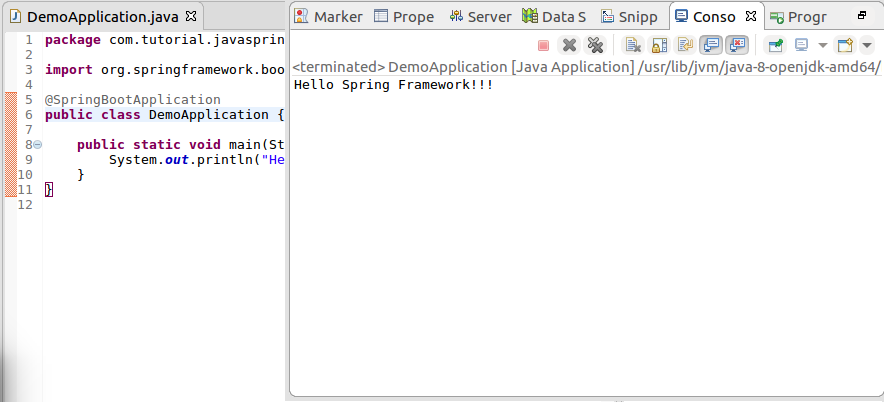 DemoApplication.java
1 package com.tutorial.javasprin
2
3 import org.springframework.boo
4
5 @SpringBootApplication
6 public class DemoApplication {
7
8 public static void main(St
9 System.out.println("He
10 }
11 }
12
Marker Prope Server Data S Snipp Conso Progr
<terminated> DemoApplication [Java Application] /usr/lib/jvm/java-8-openjdk-amd64/
Hello Spring Framework!!!